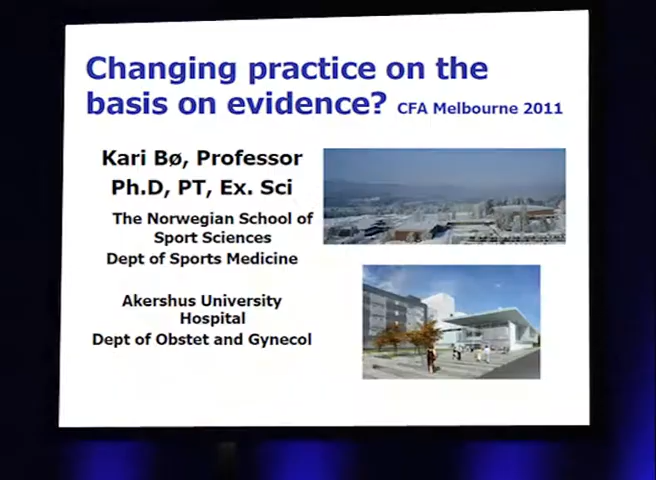 Changing practice on the
basis on evidence? CFA Melbourne 2011
Kari Bø, Professor
Ph.D, PT, Ex. Sci
The Norwegian School of
Sport Sciences
Dept of Sports Medicine
Akershus University
Hospital
Dept of Obstet and Gynecol